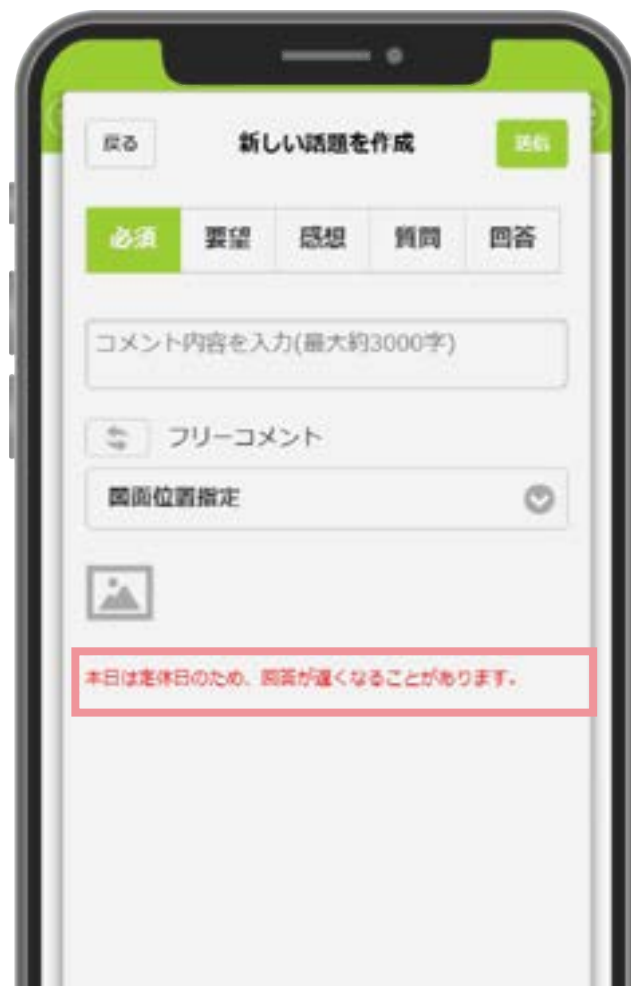 戻る
新しい話題を作成
送信
必須 要望 感想 質問 回答
コメント内容を入力(最大約3000字)
フリーコメント
図面位置指定
本日は定休日のため、回答が遅くなることがあります。